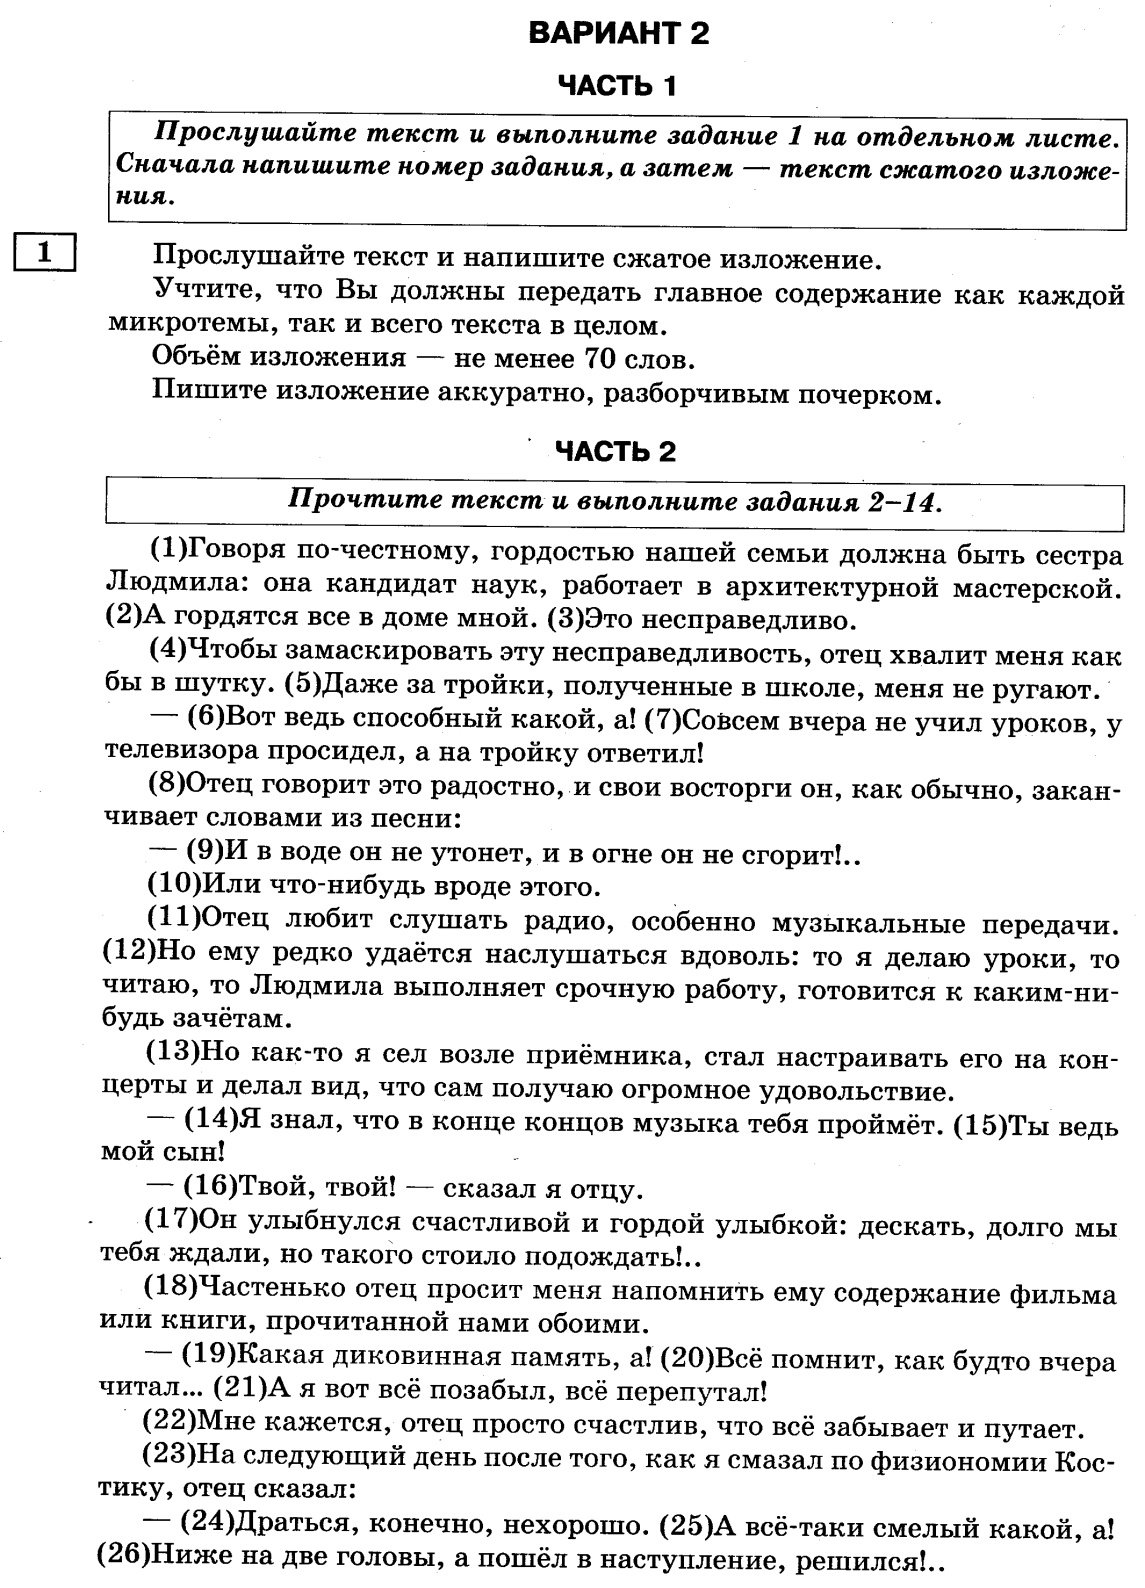 ВАРИАНТ 2
ЧАСТЬ 1
Прослушайте текст и выполните задание 1 на отдельном листе.
Сначала напишите номер задания, а затем — текст сжатого изложе-
ния.
1
Прослушайте текст и напишите сжатое изложение.
Учтите, что Вы должны передать главное содержание как каждой
микротемы, так и всего текста в целом.
Объём изложения — не менее 70 слов.
Пишите изложение аккуратно, разборчивым почерком.
ЧАСТЬ 2
Прочтите текст и выполните задания 2–14.
(1)Говоря по-честному, гордостью нашей семьи должна быть сестра
Людмила: она кандидат наук, работает в архитектурной мастерской.
(2)А гордятся все в доме мной. (3)Это несправедливо.
(4)Чтобы замаскировать эту несправедливость, отец хвалит меня как
бы в шутку. (5)Даже за тройки, полученные в школе, меня не ругают.
— (6)Вот ведь способный какой, а! (7)Совсем вчера не учил уроков, у
телевизора просидел, а на тройку ответил!
(8)Отец говорит это радостно, и свои восторги он, как обычно, закан-
чивает словами из песни:
— (9)И в воде он не утонет, и в огне он не сгорит!..
(10)Или что-нибудь вроде этого.
(11)Отец любит слушать радио, особенно музыкальные передачи.
(12)Но ему редко удаётся наслушаться вдоволь: то я делаю уроки, то
читаю, то Людмила выполняет срочную работу, готовится к каким-ни-
будь зачётам.
(13)Но как-то я сел возле приёмника, стал настраивать его на кон-
церты и делал вид, что сам получаю огромное удовольствие.
— (14)Я знал, что в конце концов музыка тебя проймёт. (15)Ты ведь
мой сын!
— (16)Твой, твой! — сказал я отцу.
(17)Он улыбнулся счастливой и гордой улыбкой: дескать, долго мы
тебя ждали, но такого стоило подождать!..
(18)Частенько отец просит меня напомнить ему содержание фильма
или книги, прочитанной нами обоими.
— (19)Какая диковинная память, а! (20)Всё помнит, как будто вчера
читал... (21)А я вот всё позабыл, всё перепутал!
(22)Мне кажется, отец просто счастлив, что всё забывает и путает.
(23)На следующий день после того, как я смазал по физиономии Кос-
тику, отец сказал:
— (24)Драться, конечно, нехорошо. (25)А всё-таки смелый какой, а!
(26)Ниже на две головы, а пошёл в наступление, решился!..